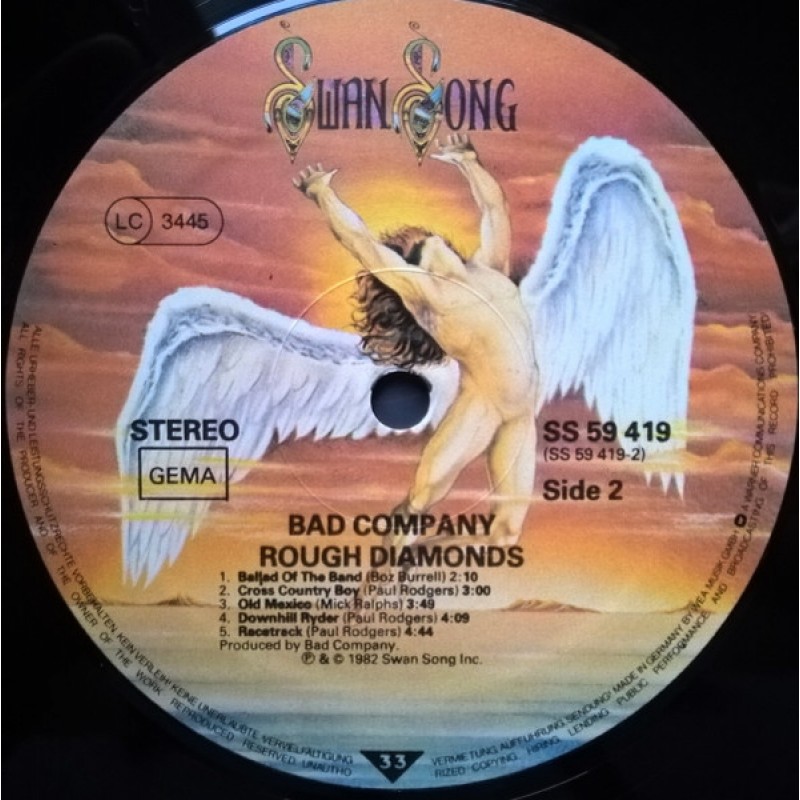 SWAN SONG
LC 3445
STEREO
GEMA
SS 59 419
(SS 59 419-2)
Side 2
BAD COMPANY
ROUGH DIAMONDS
1. Ballad Of The Band (Boz Burrell) 2:10
2. Cross Country Boy (Paul Rodgers) 3:00
3. Old Mexico (Mick Ralphs) 3:49
4. Downhill Ryder (Paul Rodgers) 4:09
5. Racetrack (Paul Rodgers) 4:44
Produced by Bad Company.
℗ & © 1982 Swan Song Inc.
33
ALLE URHEBER- UND LEISTUNGSSCHUTZRECHTE VORBEHALTEN. KEIN VERLEIH! KEINE UNERLAUBTE VERVIELFÄLTIGUNG, VERMIETUNG, AUFFÜHRUNG, SENDUNG! MADE IN GERMANY BY WEA MUSIK GMBH A WARNER COMMUNICATIONS COMPANY
ALL RIGHTS OF THE PRODUCER AND OF THE OWNER OF THE WORK REPRODUCED RESERVED. UNAUTHORIZED COPYING, HIRING, LENDING, PUBLIC PERFORMANCE AND BROADCASTING OF THIS RECORD PROHIBITED